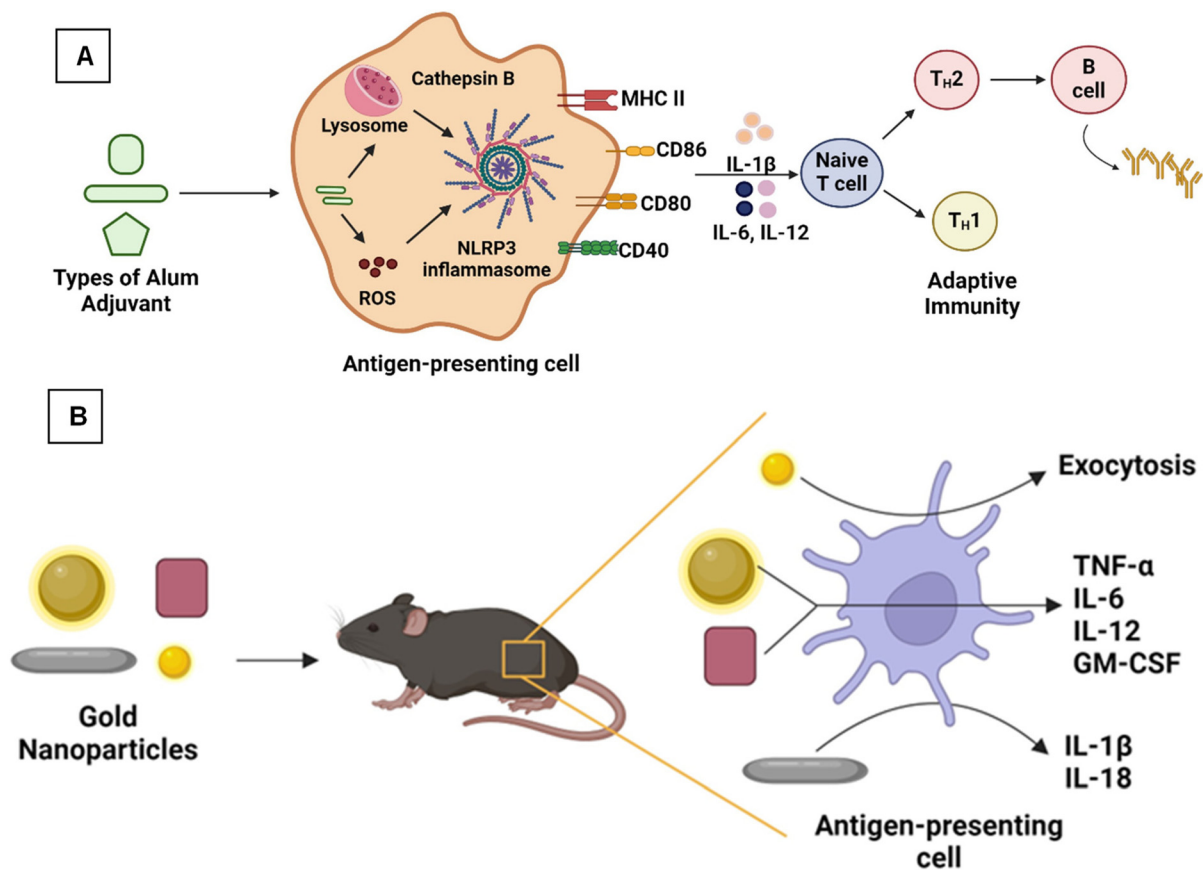 A
Cathepsin B
Lysosome
ROS
NLRP3
inflammasome
MHC II
CD86
CD80
CD40
Types of Alum
Adjuvant
Antigen-presenting cell
IL-1β
IL-6, IL-12
Naive
T cell
TH2
B
cell
TH1
Adaptive
Immunity
B
Gold
Nanoparticles
Exocytosis
TNF-α
IL-6
IL-12
GM-CSF
IL-1β
IL-18
Antigen-presenting
cell